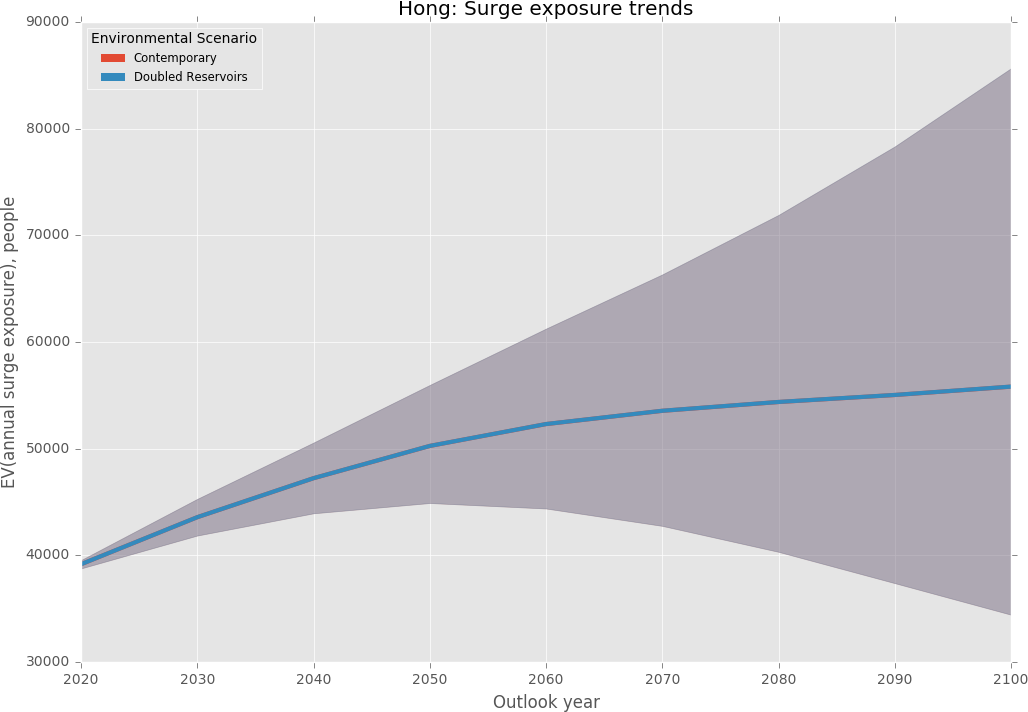 Hong: Surge exposure trends
90000
80000
70000
60000
50000
40000
30000
EV(annual surge exposure), people
Environmental Scenario
Contemporary
Doubled Reservoirs
2020 2030 2040 2050 2060 2070 2080 2090 2100
Outlook year